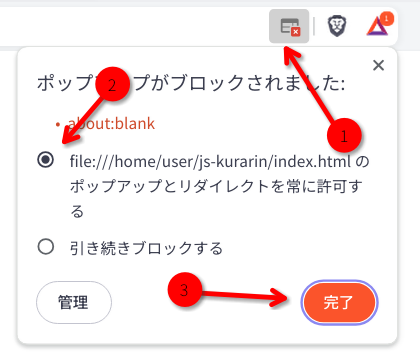 1
ポップアップがブロックされました:
2
• about:blank
1
file:///home/user/js-kurarin/index.html の
ポップアップとリダイレクトを常に許可す
る
引き続きブロックする
3
管理
完了